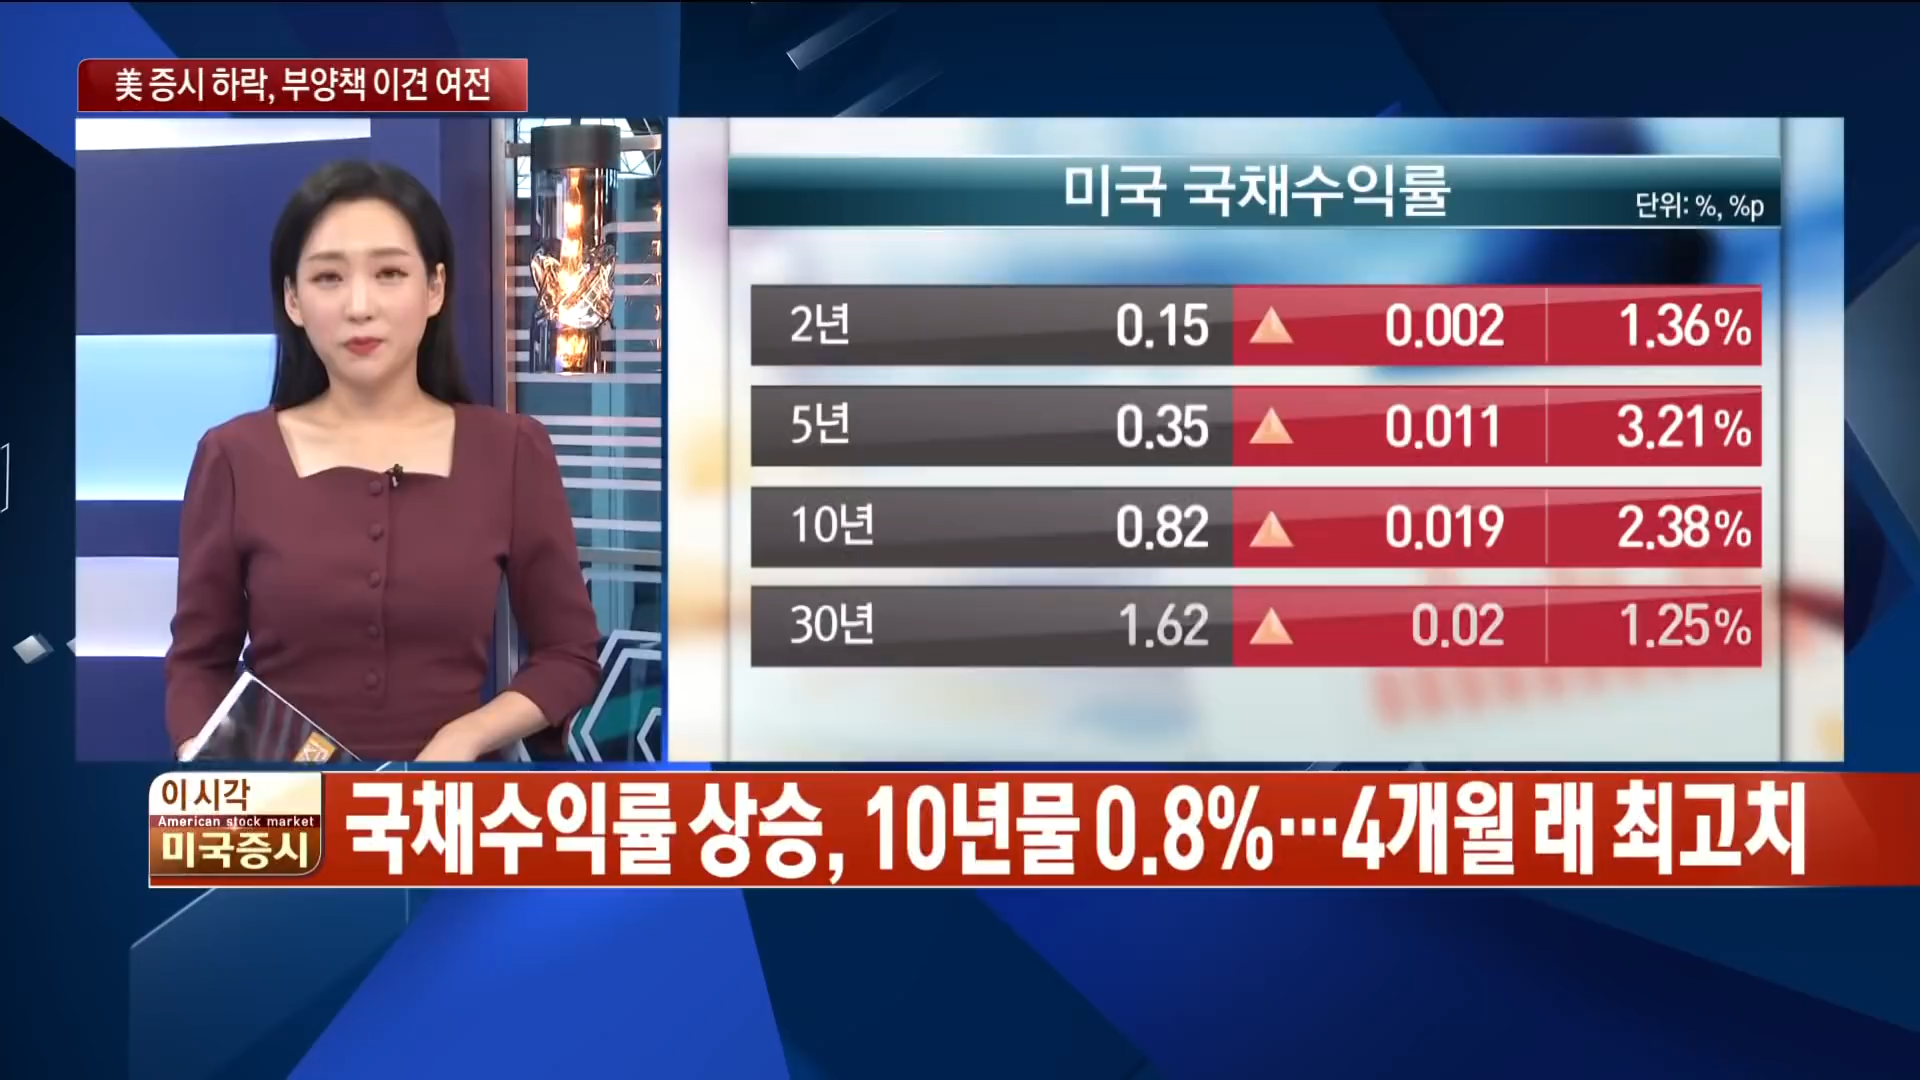 美 증시 하락, 부양책 이견 여전
미국 국채수익률
단위: %, %p
2년 0.15 ▲ 0.002 1.36%
5년 0.35 ▲ 0.011 3.21%
10년 0.82 ▲ 0.019 2.38%
30년 1.62 ▲ 0.02 1.25%
이 시각
American stock market
미국증시
국채수익률 상승, 10년물 0.8%…4개월 래 최고치